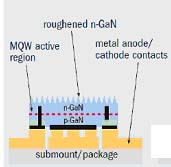 roughened n-GaN
MQW active
region
metal anode/
cathode contacts
n-GaN
p-GaN
submount/package